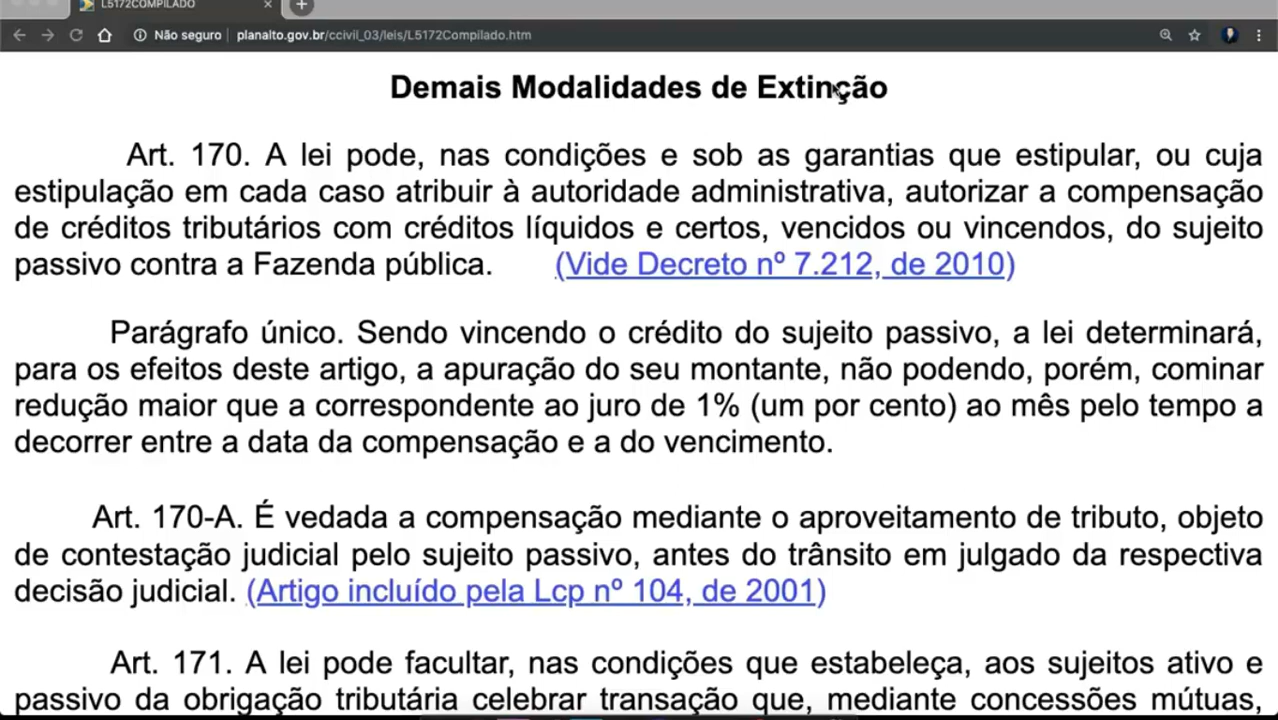 L5172COMPILADO
Não seguro planalto.gov.br/ccivil_03/leis/L5172Compilado.htm
Demais Modalidades de Extinção
Art. 170. A lei pode, nas condições e sob as garantias que estipular, ou cuja
estipulação em cada caso atribuir à autoridade administrativa, autorizar a compensação
de créditos tributários com créditos líquidos e certos, vencidos ou vincendos, do sujeito
passivo contra a Fazenda pública. (Vide Decreto nº 7.212, de 2010)
Parágrafo único. Sendo vincendo o crédito do sujeito passivo, a lei determinará,
para os efeitos deste artigo, a apuração do seu montante, não podendo, porém, cominar
redução maior que a correspondente ao juro de 1% (um por cento) ao mês pelo tempo a
decorrer entre a data da compensação e a do vencimento.
Art. 170-A. É vedada a compensação mediante o aproveitamento de tributo, objeto
de contestação judicial pelo sujeito passivo, antes do trânsito em julgado da respectiva
decisão judicial. (Artigo incluído pela Lcp nº 104, de 2001)
Art. 171. A lei pode facultar, nas condições que estabeleça, aos sujeitos ativo e
passivo da obrigação tributária celebrar transação que, mediante concessões mútuas,